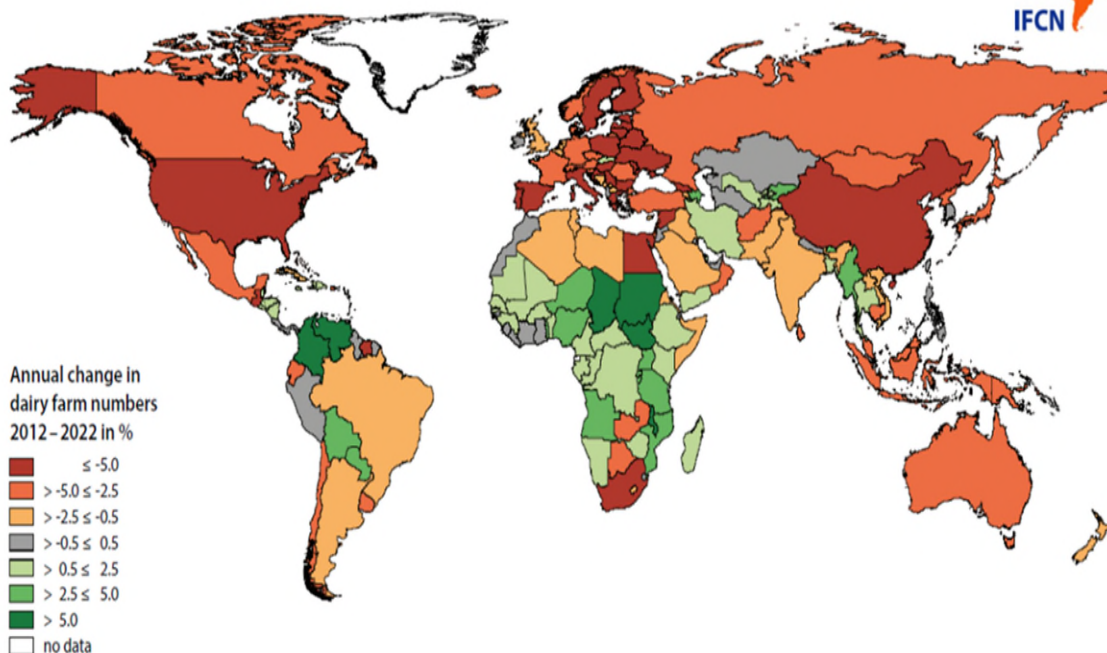 IFCN
Annual change in
dairy farm numbers
2012 – 2022 in %
≤ -5.0
> -5.0 ≤ -2.5
> -2.5 ≤ -0.5
> -0.5 ≤ 0.5
> 0.5 ≤ 2.5
> 2.5 ≤ 5.0
> 5.0
no data